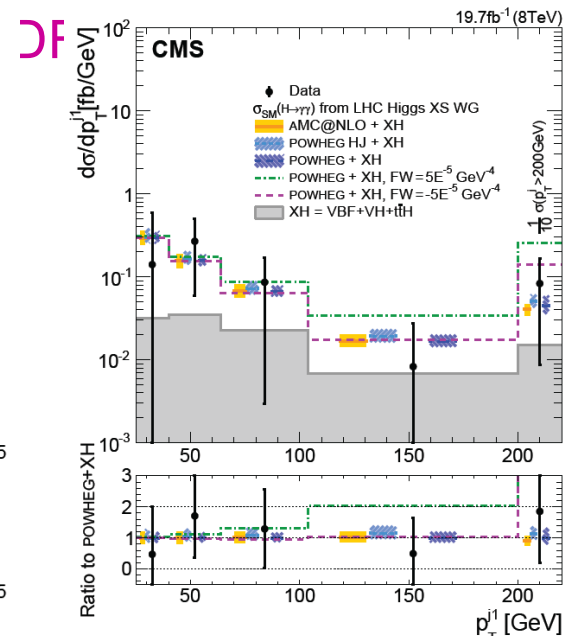 19.7fb⁻¹ (8TeV)
CMS
dσ/dp_T^j1 [fb/GeV]
10²
10
1
10⁻¹
10⁻²
10⁻³
Data
σ_SM(H→γγ) from LHC Higgs XS WG
AMC@NLO + XH
POWHEG HJ + XH
POWHEG + XH
POWHEG + XH, FW=5E⁻⁵ GeV⁻⁴
POWHEG + XH, FW=-5E⁻⁵ GeV⁻⁴
XH = VBF+VH+tt̄H
1/10 σ(p_T^j>200GeV)
50 100 150 200
Ratio to POWHEG+XH
3
2
1
0
50 100 150 200
p_T^j1 [GeV]
5
5